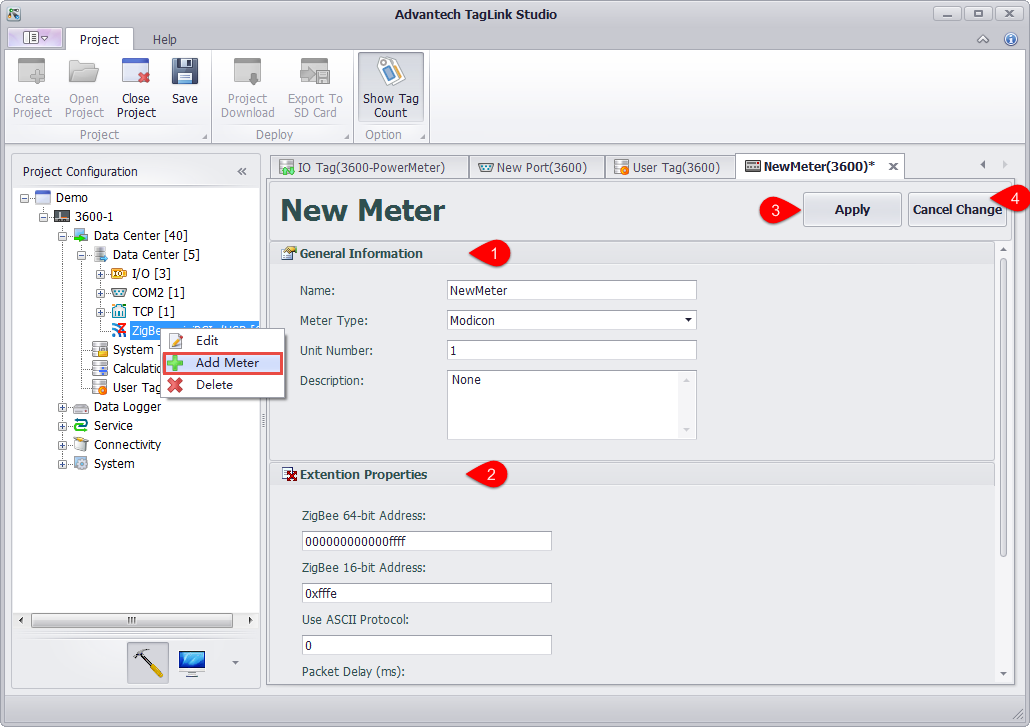 Advantech TagLink Studio
Project
Help
Create Project
Open Project
Close Project
Save
Project Download
Export To SD Card
Show Tag Count
Project
Deploy
Option
Project Configuration
Demo
3600-1
Data Center [40]
Data Center [5]
I/O [3]
COM2 [1]
TCP [1]
System
Calculatio
User Tag
Data Logger
Service
Connectivity
System
Edit
Add Meter
Delete
IO Tag(3600-PowerMeter)
New Port(3600)
User Tag(3600)
NewMeter(3600)*
New Meter
3
Apply
Cancel Change
4
General Information
1
Name:
NewMeter
Meter Type:
Modicon
Unit Number:
1
Description:
None
Extention Properties
2
ZigBee 64-bit Address:
000000000000ffff
ZigBee 16-bit Address:
0xfffe
Use ASCII Protocol:
0
Packet Delay (ms):